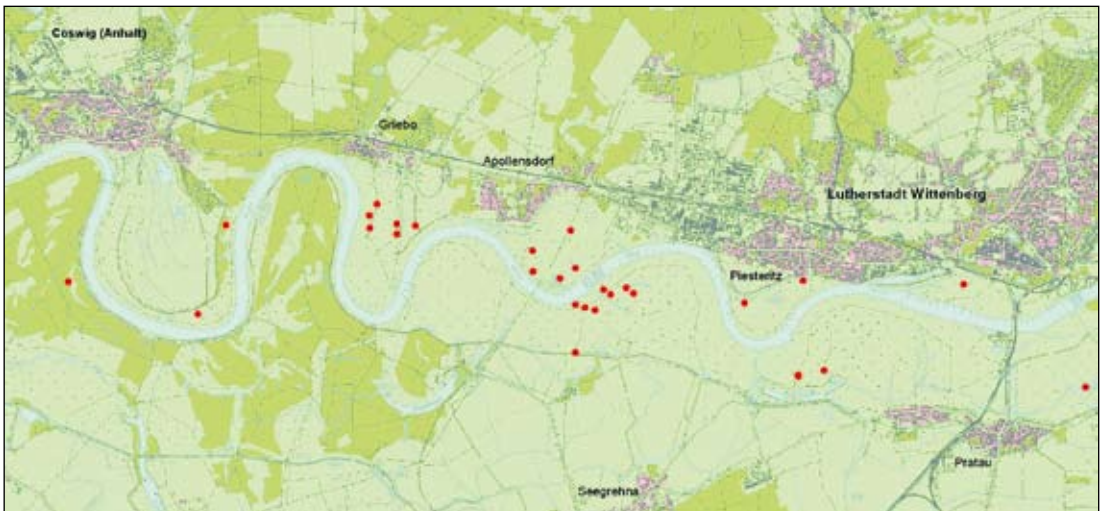 Coswig (Anhalt)
Griebo
Apollensdorf
Lutherstadt Wittenberg
Piesteritz
Pratau
Seegrehna